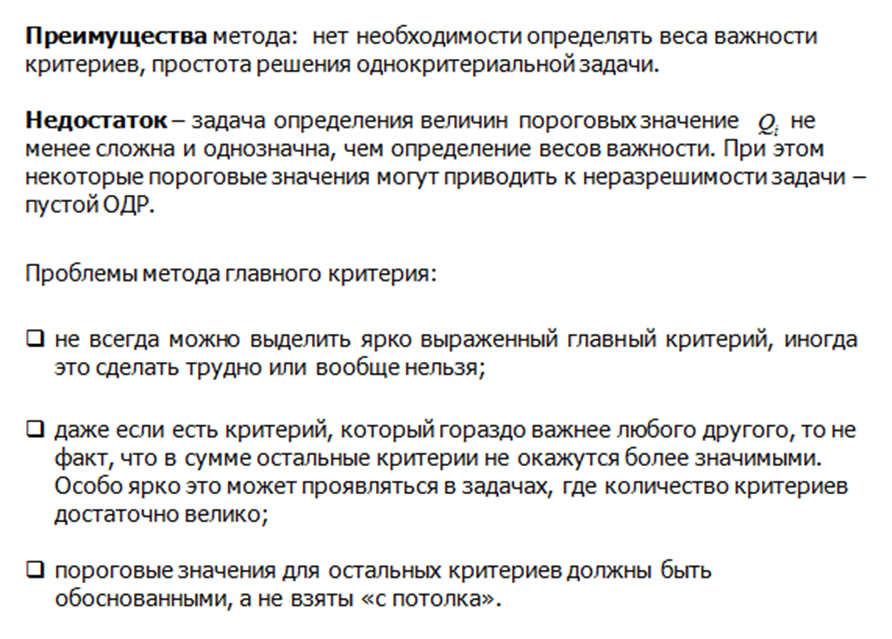 Преимущества метода: нет необходимости определять веса важности
критериев, простота решения однокритериальной задачи.
Недостаток – задача определения величин пороговых значение Qᵢ не
менее сложна и однозначна, чем определение весов важности. При этом
некоторые пороговые значения могут приводить к неразрешимости задачи –
пустой ОДР.
Проблемы метода главного критерия:
❑ не всегда можно выделить ярко выраженный главный критерий, иногда
это сделать трудно или вообще нельзя;
❑ даже если есть критерий, который гораздо важнее любого другого, то не
факт, что в сумме остальные критерии не окажутся более значимыми.
Особо ярко это может проявляться в задачах, где количество критериев
достаточно велико;
❑ пороговые значения для остальных критериев должны быть
обоснованными, а не взяты «с потолка».